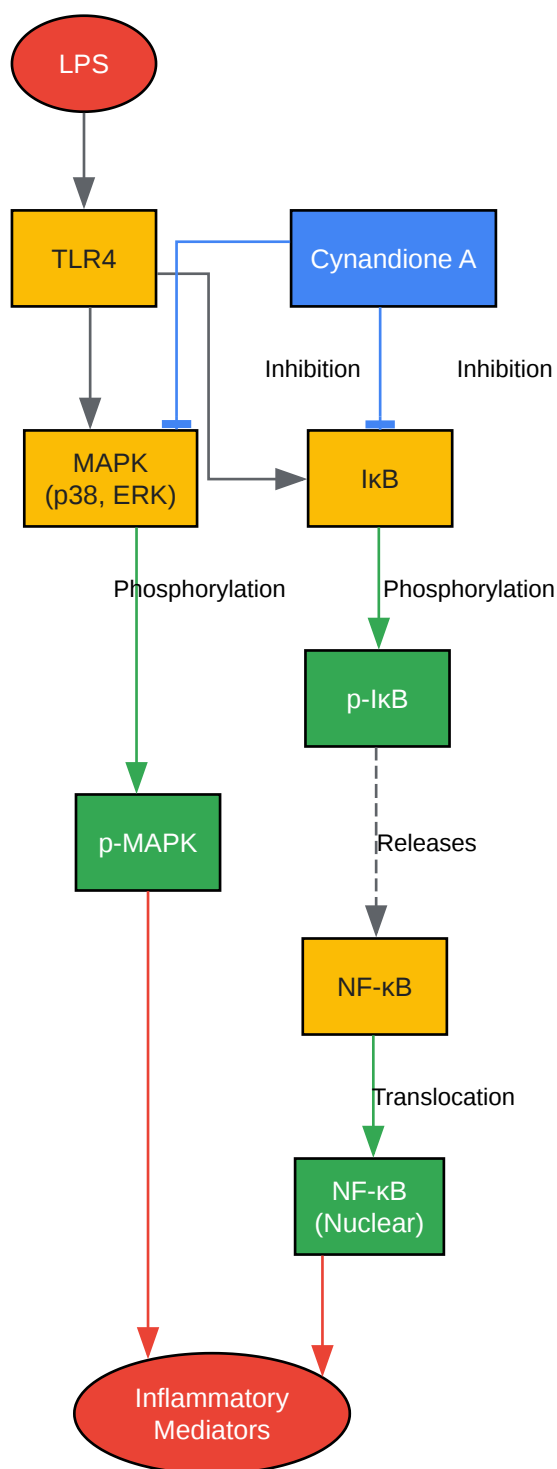 LPS
TLR4
Cynandione A
Inhibition
Inhibition
MAPK
(p38, ERK)
IκB
Phosphorylation
Phosphorylation
p-IκB
p-MAPK
Releases
NF-κB
Translocation
NF-κB
(Nuclear)
Inflammatory
Mediators